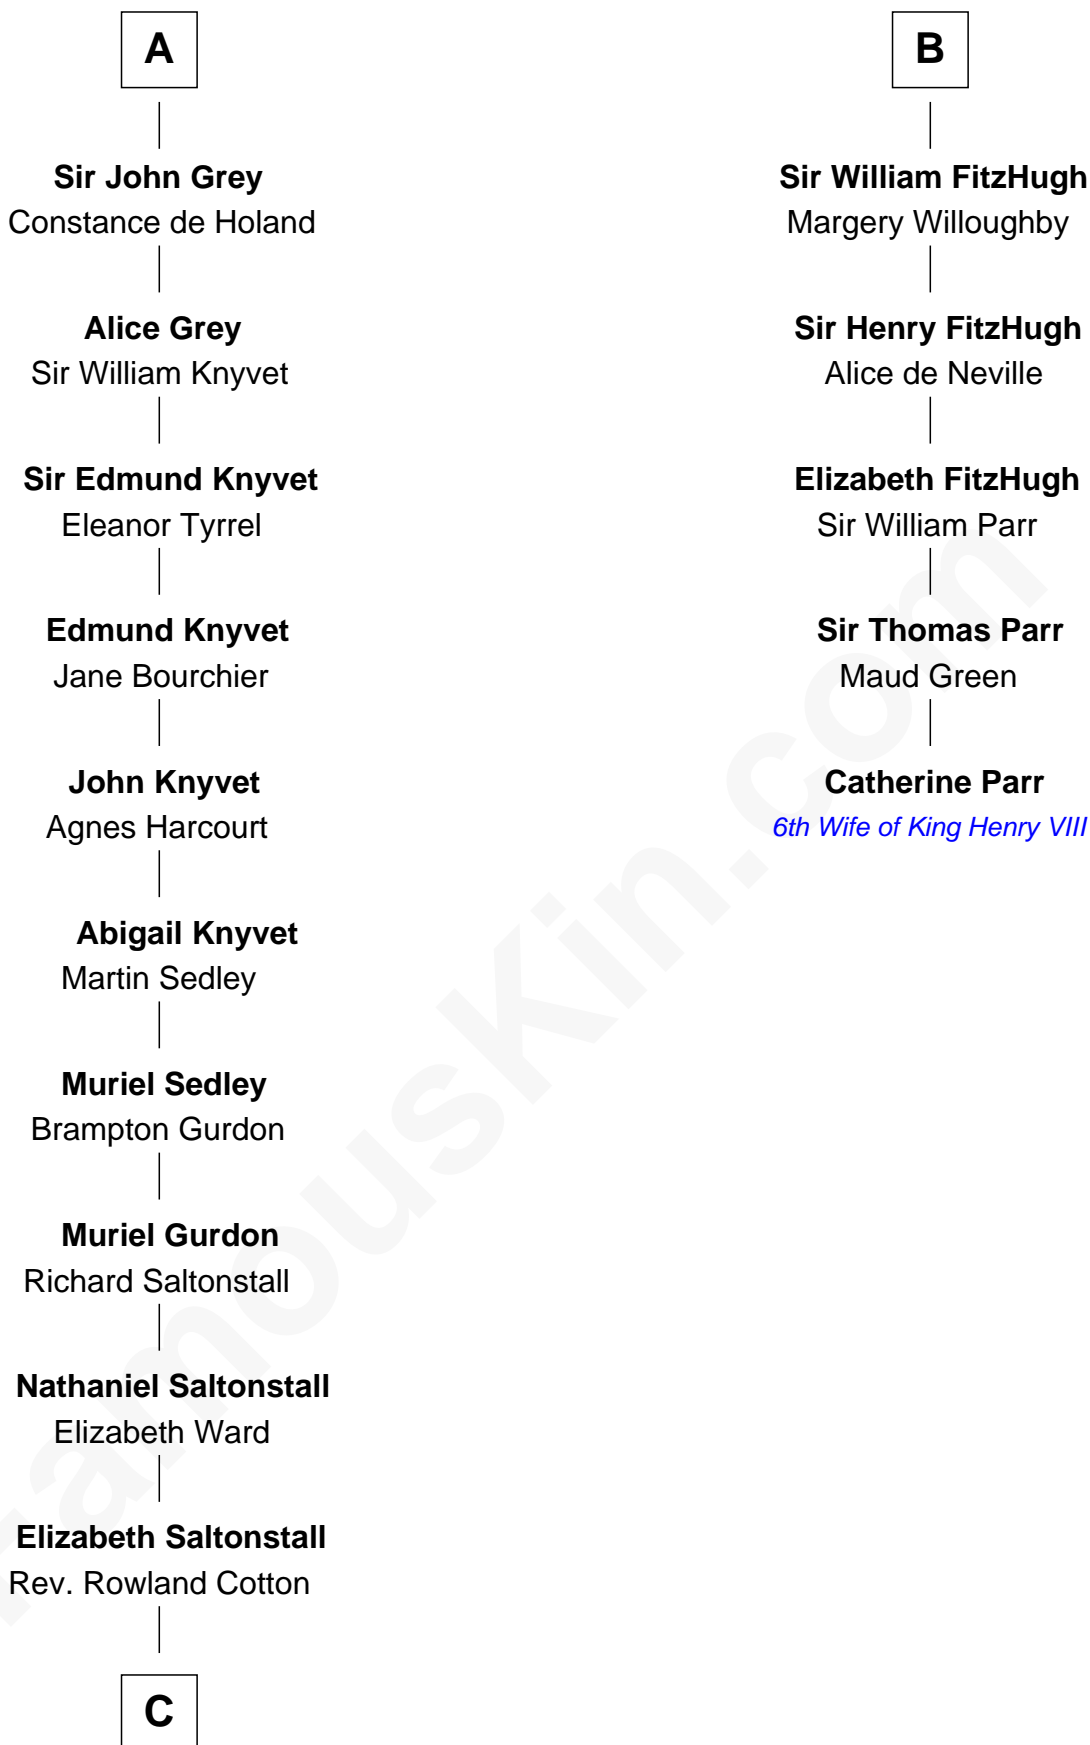 A
Sir John Grey
Constance de Holand
Alice Grey
Sir William Knyvet
Sir Edmund Knyvet
Eleanor Tyrrel
Edmund Knyvet
Jane Bourchier
John Knyvet
Agnes Harcourt
Abigail Knyvet
Martin Sedley
Muriel Sedley
Brampton Gurdon
Muriel Gurdon
Richard Saltonstall
Nathaniel Saltonstall
Elizabeth Ward
Elizabeth Saltonstall
Rev. Rowland Cotton
C
B
Sir William FitzHugh
Margery Willoughby
Sir Henry FitzHugh
Alice de Neville
Elizabeth FitzHugh
Sir William Parr
Sir Thomas Parr
Maud Green
Catherine Parr
6th Wife of King Henry VIII
FamousKin.com